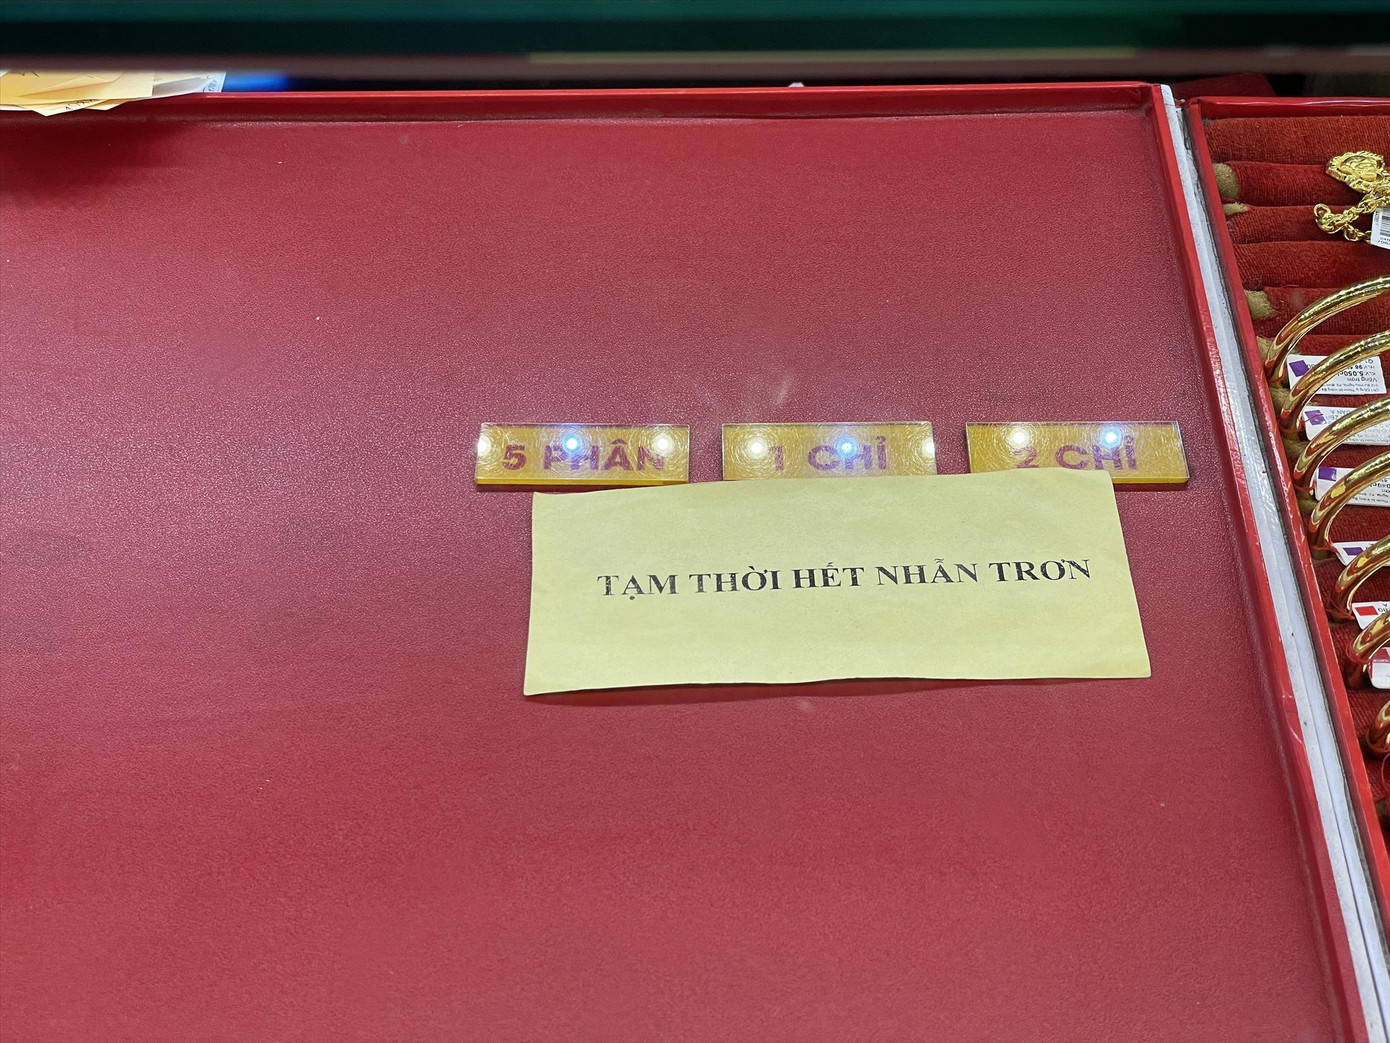 5 PHÂN
1 CHỈ
2 CHỈ
TẠM THỜI HẾT NHẪN TRƠN